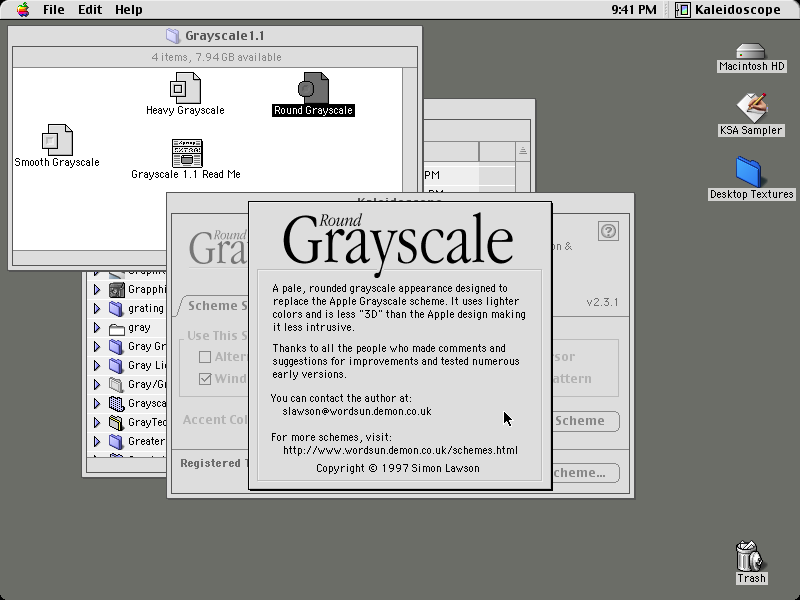 File Edit Help
9:41 PM
Kaleidoscope
Grayscale1.1
4 items, 7.94GB available
Heavy Grayscale
Round Grayscale
Smooth Grayscale
Grayscale 1.1 Read Me
Macintosh HD
KSA Sampler
Desktop Textures
Trash
PM
PM
Grapphi
grating
gray
Gray Gr
Gray Li
Gray/Gr
Graysca
GrayTec
Greater
Kaleidoscope
Round
Gra
on &
v2.3.1
Scheme S
Use This S
Altern
Wind
sor
attern
Accent Col
Scheme
Registered T
cheme...
Round
Grayscale
A pale, rounded grayscale appearance designed to
replace the Apple Grayscale scheme. It uses lighter
colors and is less "3D" than the Apple design making
it less intrusive.
Thanks to all the people who made comments and
suggestions for improvements and tested numerous
early versions.
You can contact the author at:
slawson@wordsun.demon.co.uk
For more schemes, visit:
http://www.wordsun.demon.co.uk/schemes.html
Copyright © 1997 Simon Lawson